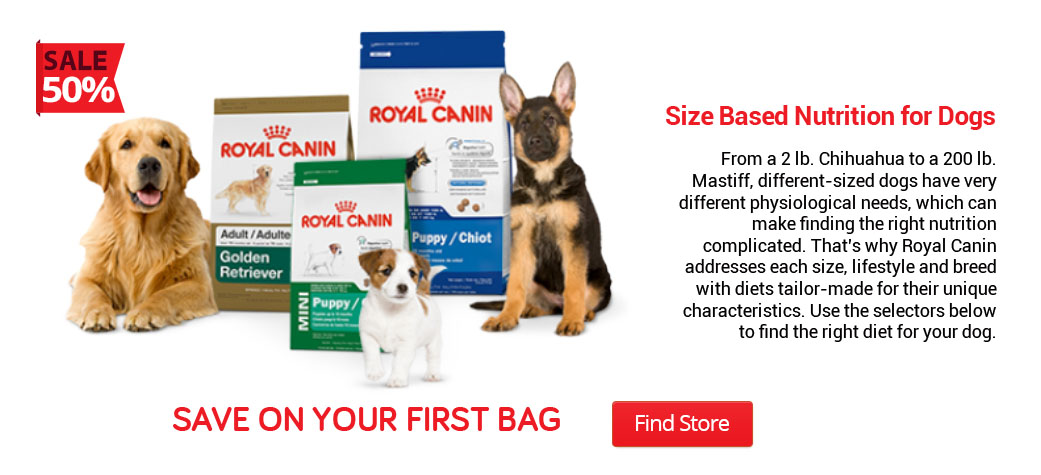 SALE
50%
ROYAL CANIN
Puppy / Chiot
ROYAL CANIN
Adult / Adulte
Golden
Retriever
ROYAL CANIN
MINI
Puppy /
Size Based Nutrition for Dogs
From a 2 lb. Chihuahua to a 200 lb.
Mastiff, different-sized dogs have very
different physiological needs, which can
make finding the right nutrition
complicated. That's why Royal Canin
addresses each size, lifestyle and breed
with diets tailor-made for their unique
characteristics. Use the selectors below
to find the right diet for your dog.
SAVE ON YOUR FIRST BAG
Find Store